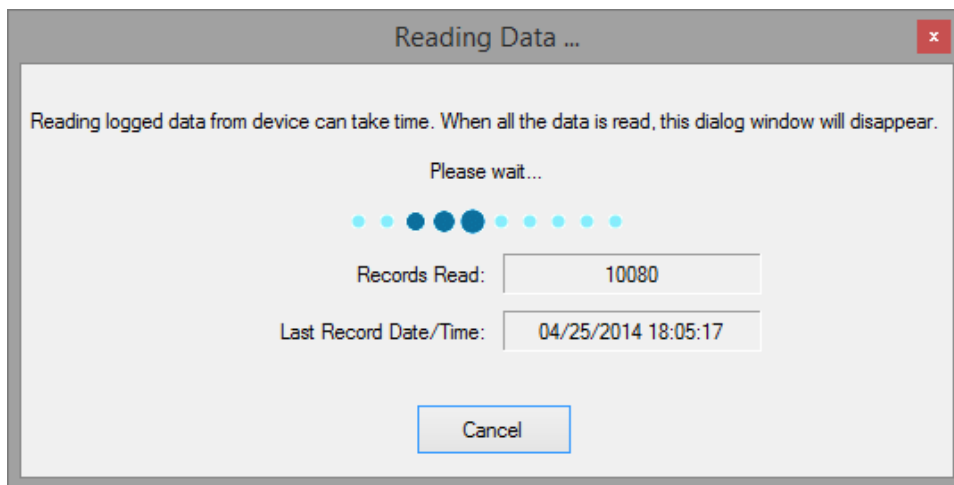 Reading Data ...
x
Reading logged data from device can take time. When all the data is read, this dialog window will disappear.
Please wait...
Records Read: 10080
Last Record Date/Time: 04/25/2014 18:05:17
Cancel